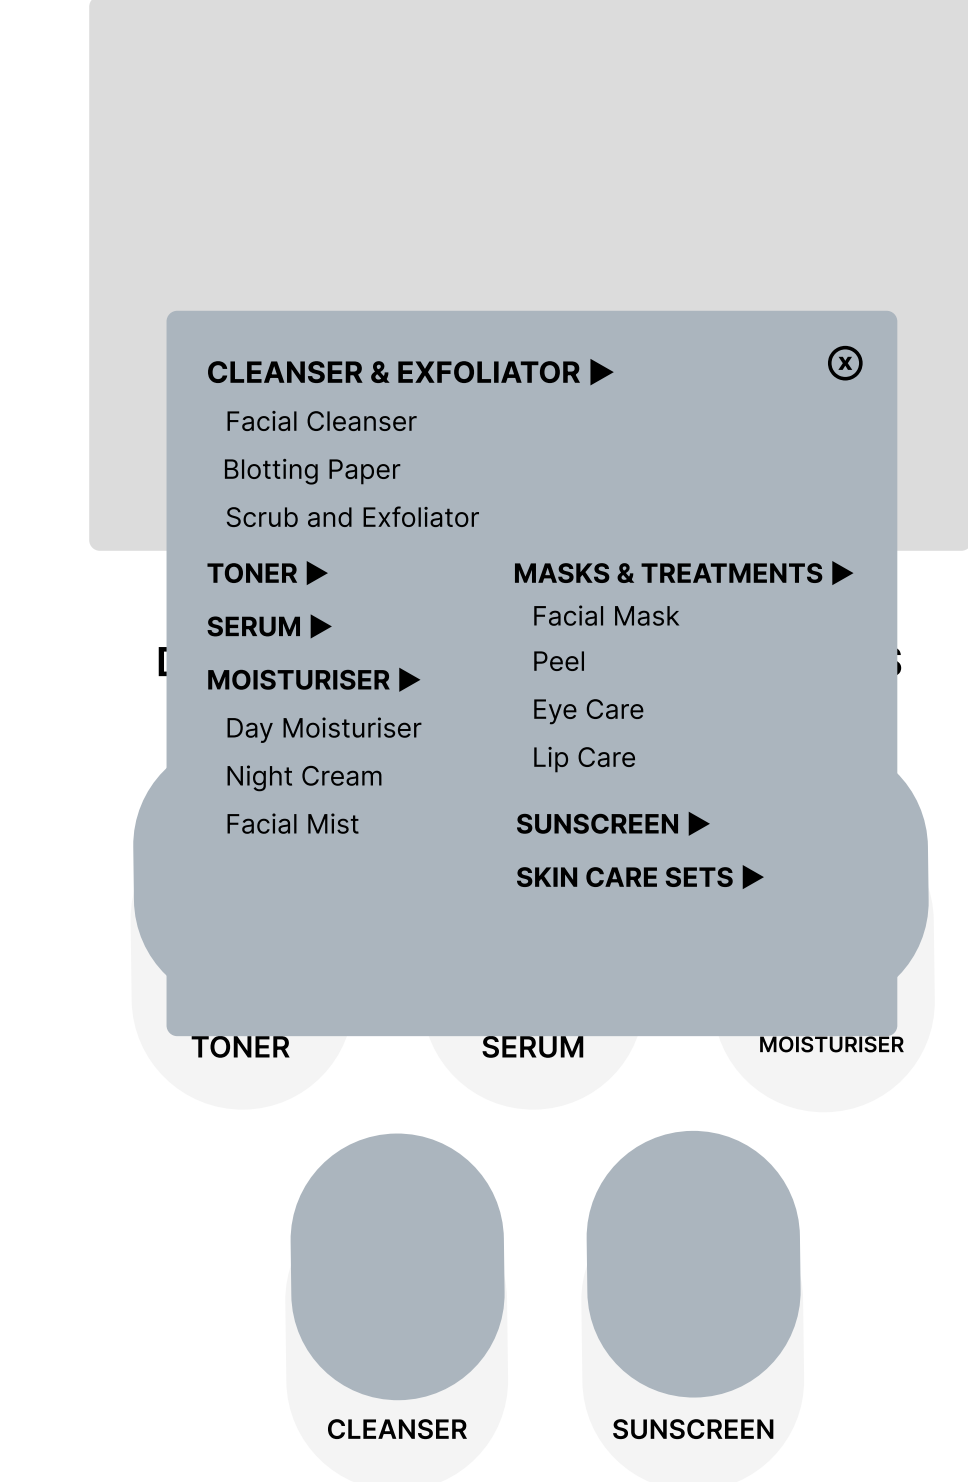 CLEANSER & EXFOLIATOR ▶
x
Facial Cleanser
Blotting Paper
Scrub and Exfoliator
TONER ▶
SERUM ▶
MOISTURISER ▶
Day Moisturiser
Night Cream
Facial Mist
MASKS & TREATMENTS ▶
Facial Mask
Peel
Eye Care
Lip Care
SUNSCREEN ▶
SKIN CARE SETS ▶
TONER
SERUM
MOISTURISER
CLEANSER
SUNSCREEN